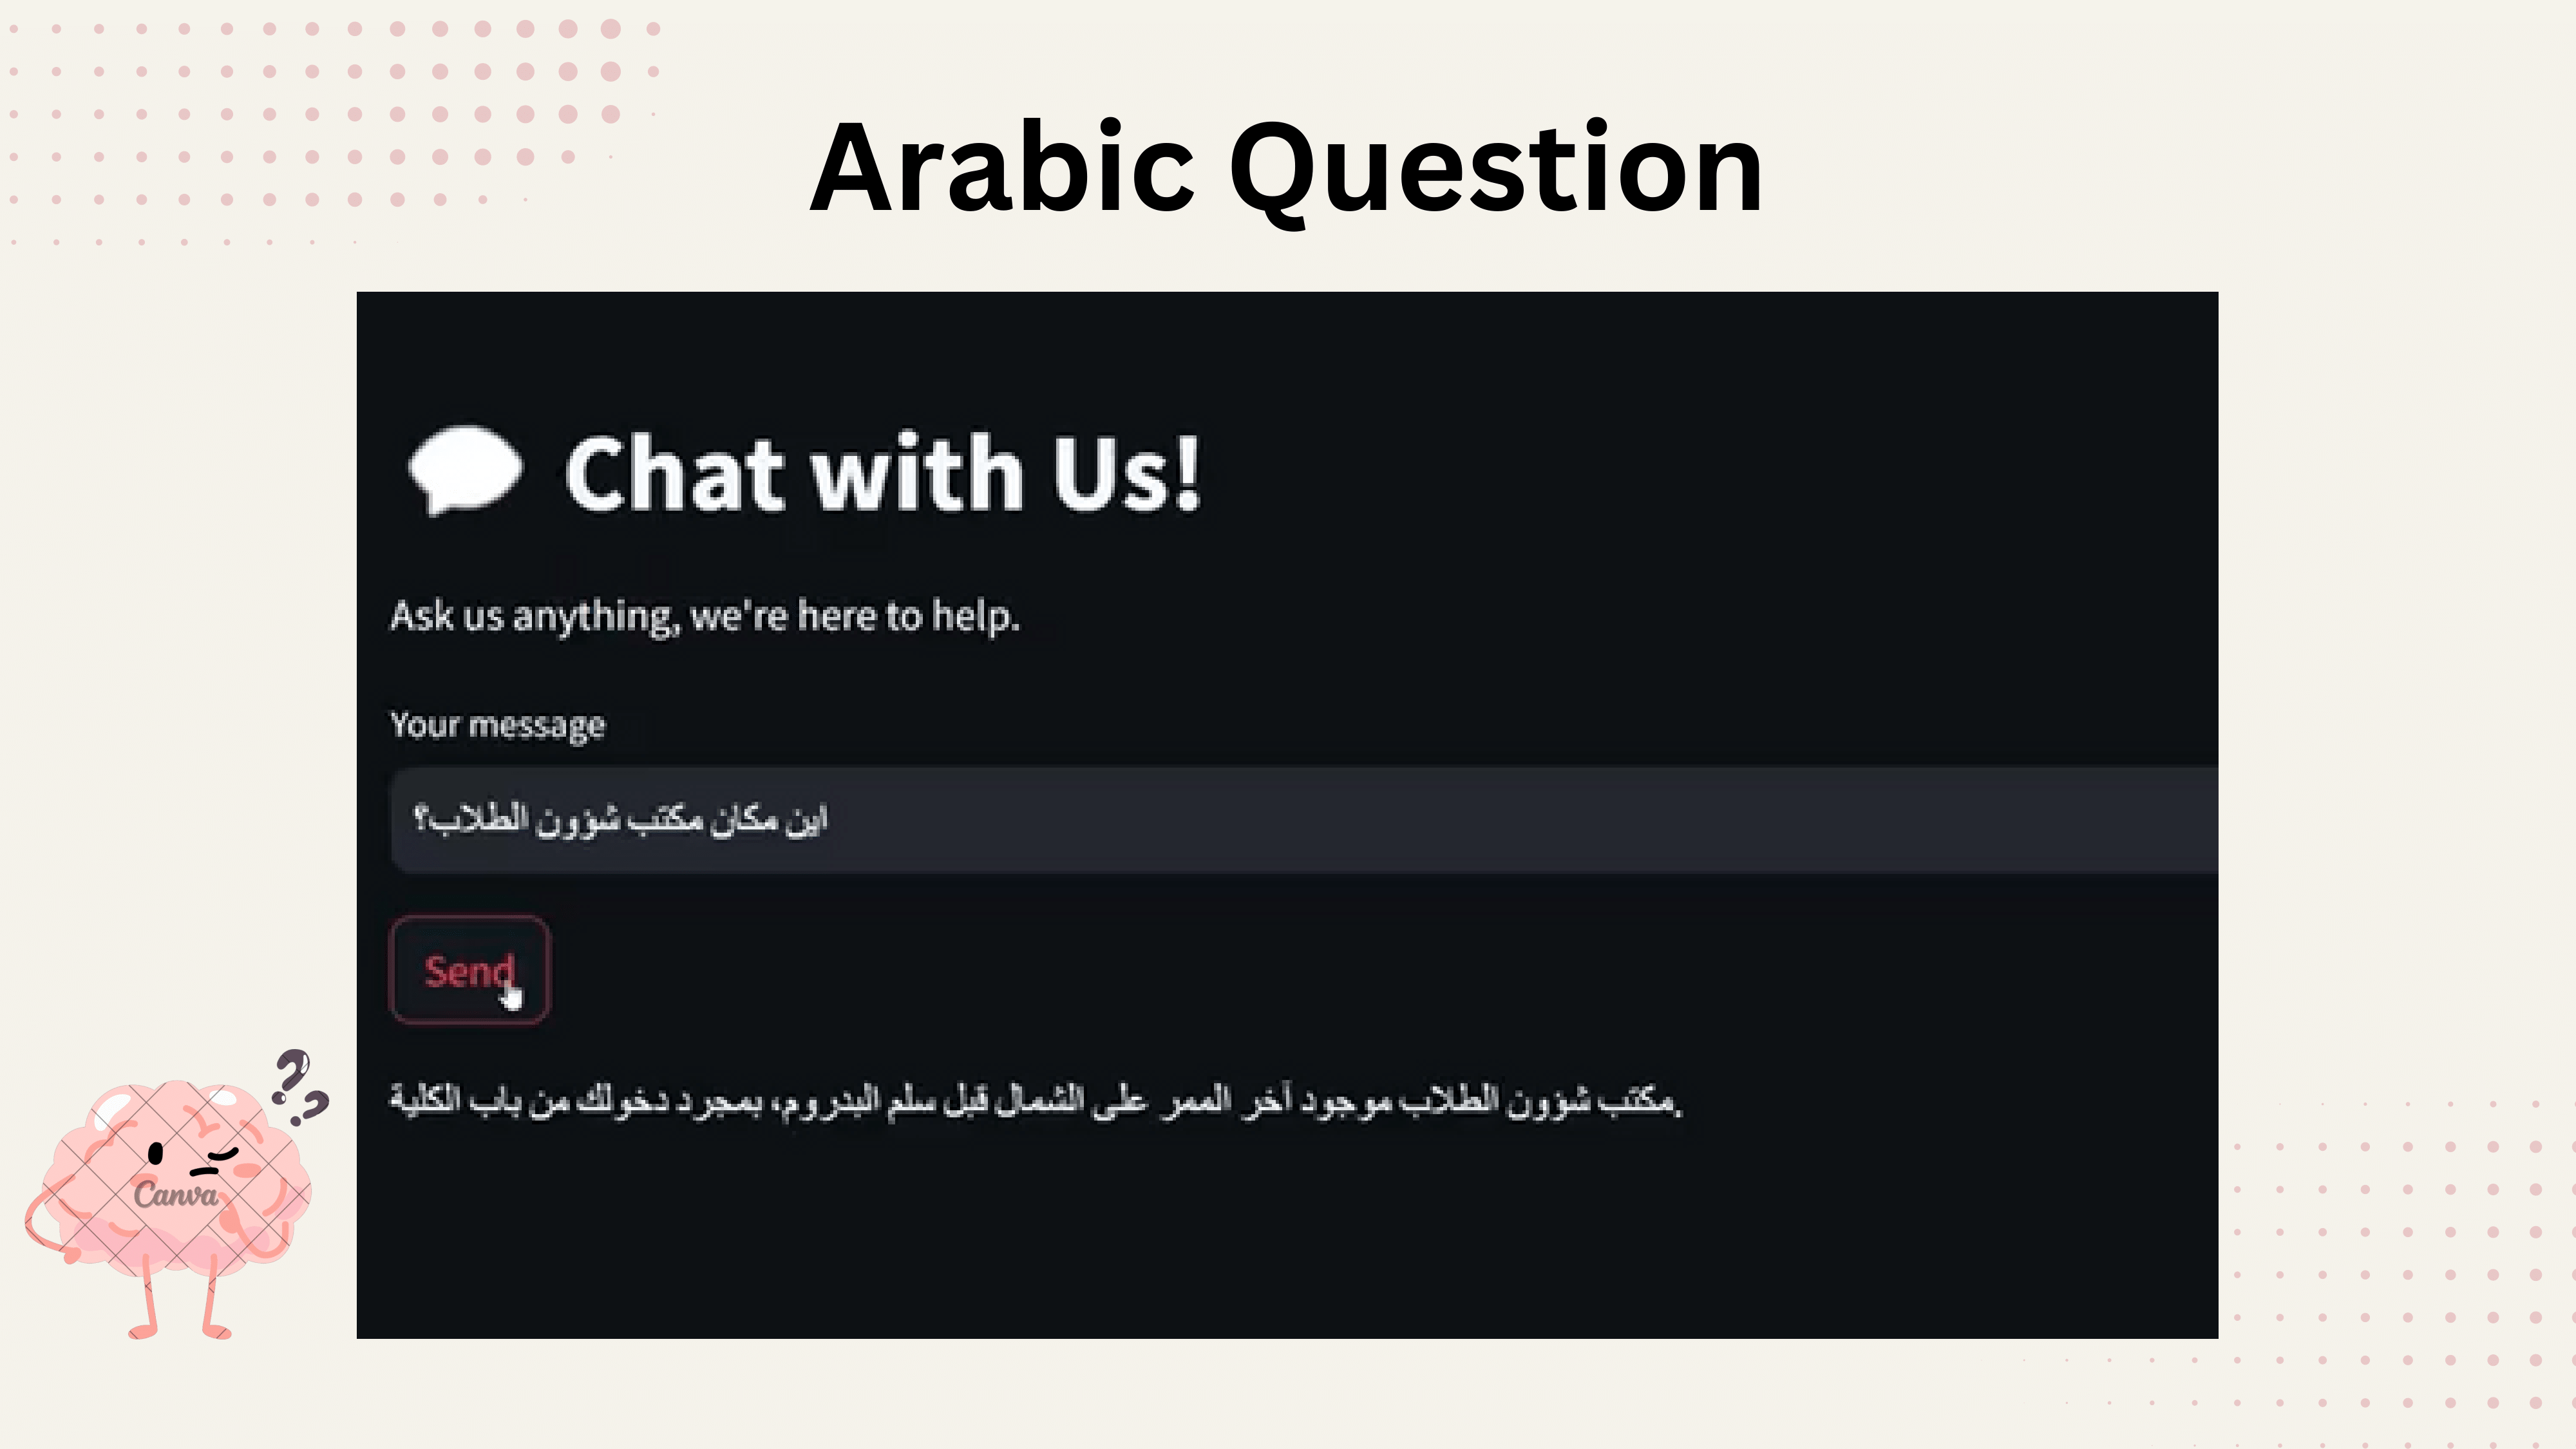 Arabic Question
Chat with Us!
Ask us anything, we're here to help.
Your message
اين مكان مكتب شؤون الطلاب؟
Send
مكتب شؤون الطلاب موجود آخر الممر على الشمال قبل سلم البدروم، بمجرد دخولك من باب الكلية.
??
Canva